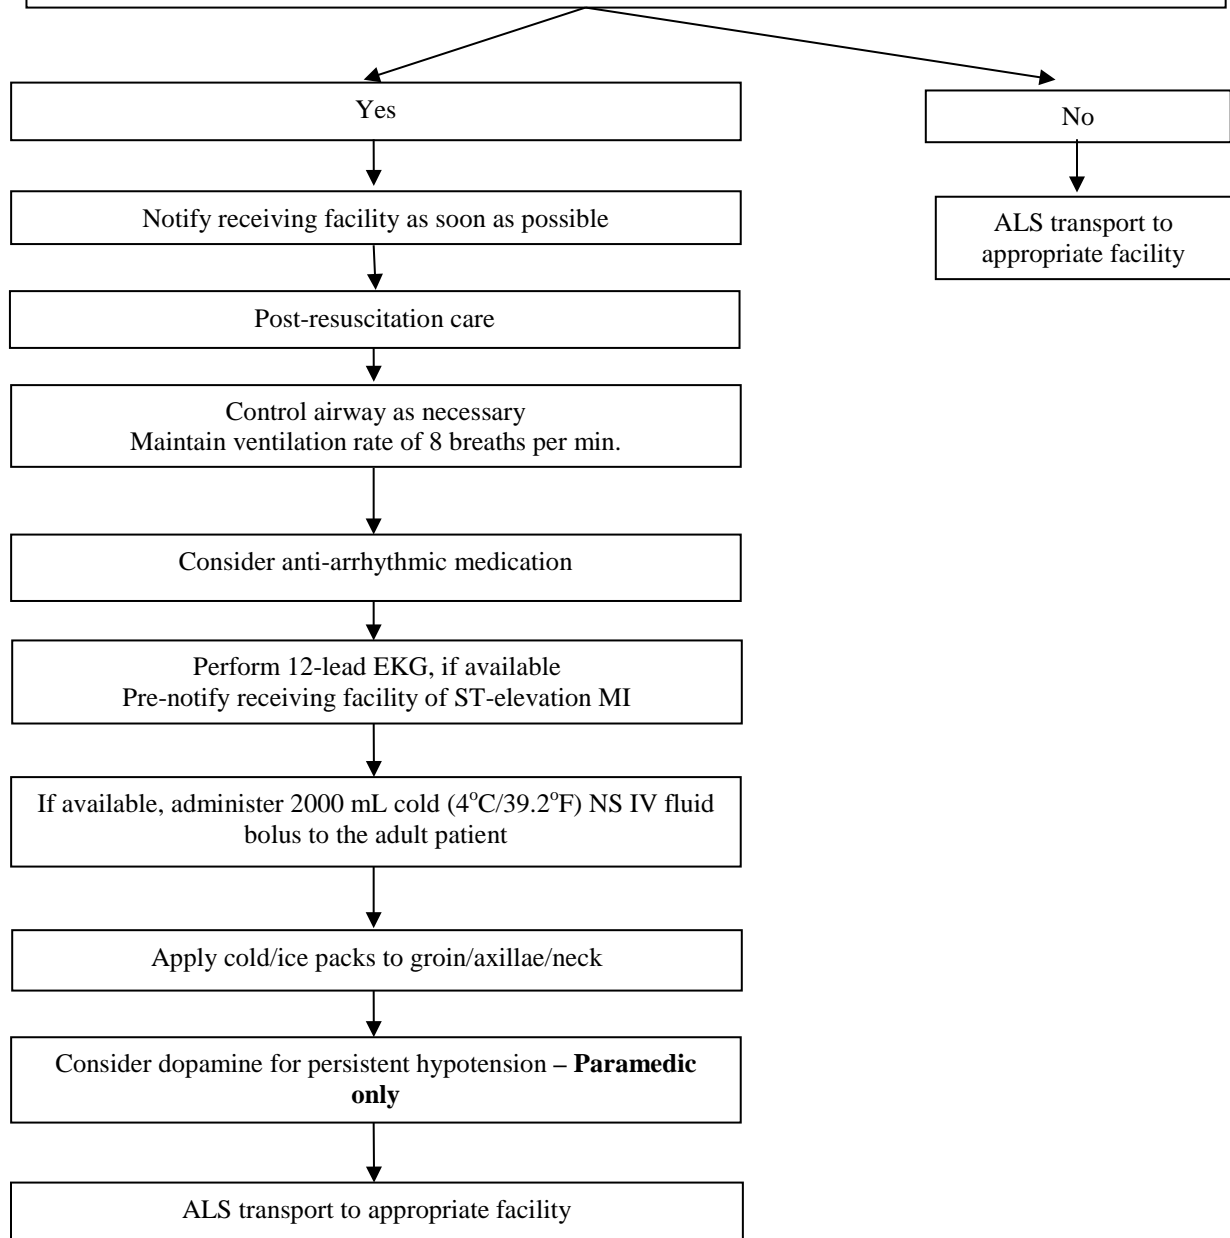 Yes
No
Notify receiving facility as soon as possible
ALS transport to
appropriate facility
Post-resuscitation care
Control airway as necessary
Maintain ventilation rate of 8 breaths per min.
Consider anti-arrhythmic medication
Perform 12-lead EKG, if available
Pre-notify receiving facility of ST-elevation MI
If available, administer 2000 mL cold (4°C/39.2°F) NS IV fluid
bolus to the adult patient
Apply cold/ice packs to groin/axillae/neck
Consider dopamine for persistent hypotension – Paramedic
only
ALS transport to appropriate facility